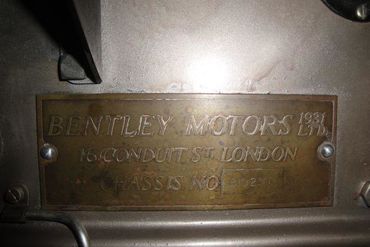 BENTLEY MOTORS 1931 LTD
16, CONDUIT ST. LONDON
CHASSIS NO.